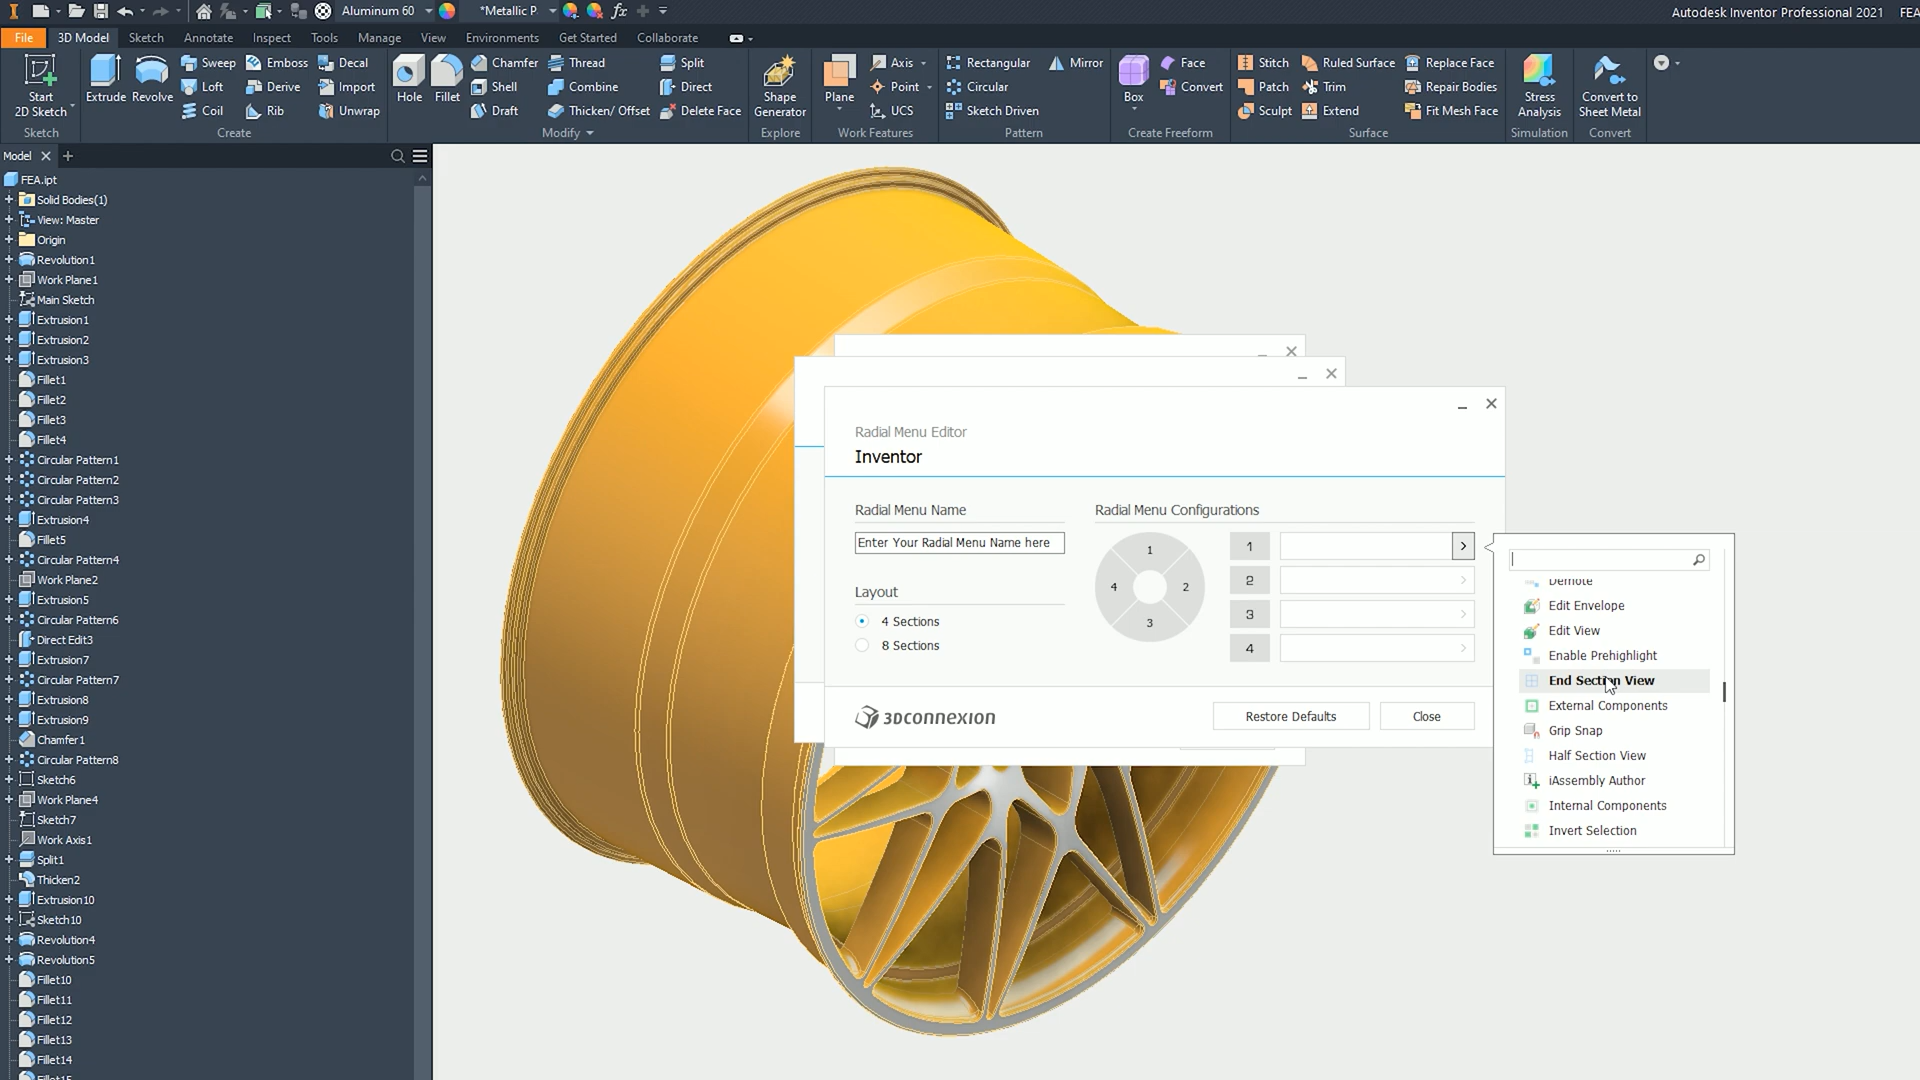 Aluminum 60
*Metallic P
Autodesk Inventor Professional 2021 FEA
File 3D Model Sketch Annotate Inspect Tools Manage View Environments Get Started Collaborate
Start
2D Sketch
Extrude
Revolve
Sweep
Loft
Coil
Emboss
Derive
Rib
Decal
Import
Unwrap
Hole
Fillet
Chamfer
Shell
Draft
Thread
Combine
Thicken/ Offset
Split
Direct
Delete Face
Shape
Generator
Plane
Axis
Point
UCS
Rectangular
Circular
Sketch Driven
Mirror
Box
Face
Convert
Stitch
Patch
Sculpt
Ruled Surface
Trim
Extend
Replace Face
Repair Bodies
Fit Mesh Face
Stress
Analysis
Convert to
Sheet Metal
Sketch
Create
Modify
Explore
Work Features
Pattern
Create Freeform
Surface
Simulation
Convert
Model
FEA.ipt
Solid Bodies(1)
View: Master
Origin
Revolution1
Work Plane1
Main Sketch
Extrusion1
Extrusion2
Extrusion3
Fillet1
Fillet2
Fillet3
Fillet4
Circular Pattern1
Circular Pattern2
Circular Pattern3
Extrusion4
Fillet5
Circular Pattern4
Work Plane2
Extrusion5
Circular Pattern6
Direct Edit3
Extrusion7
Circular Pattern7
Extrusion8
Extrusion9
Chamfer1
Circular Pattern8
Sketch6
Work Plane4
Sketch7
Work Axis1
Split1
Thicken2
Extrusion10
Sketch10
Revolution4
Revolution5
Fillet10
Fillet11
Fillet12
Fillet13
Fillet14
Fillet15
Radial Menu Editor
Inventor
Radial Menu Name
Enter Your Radial Menu Name here
Layout
4 Sections
8 Sections
Radial Menu Configurations
1
2
3
4
1
2
3
4
3DCONNEXION
Restore Defaults
Close
Demote
Edit Envelope
Edit View
Enable Prehighlight
End Section View
External Components
Grip Snap
Half Section View
iAssembly Author
Internal Components
Invert Selection